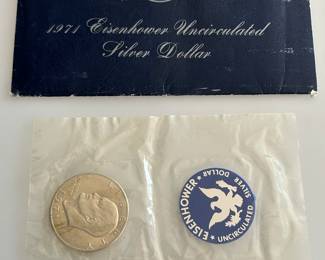 1971 Eisenhower Uncirculated
Silver Dollar
EISENHOWER
SILVER
DOLLAR
UNCIRCULATED